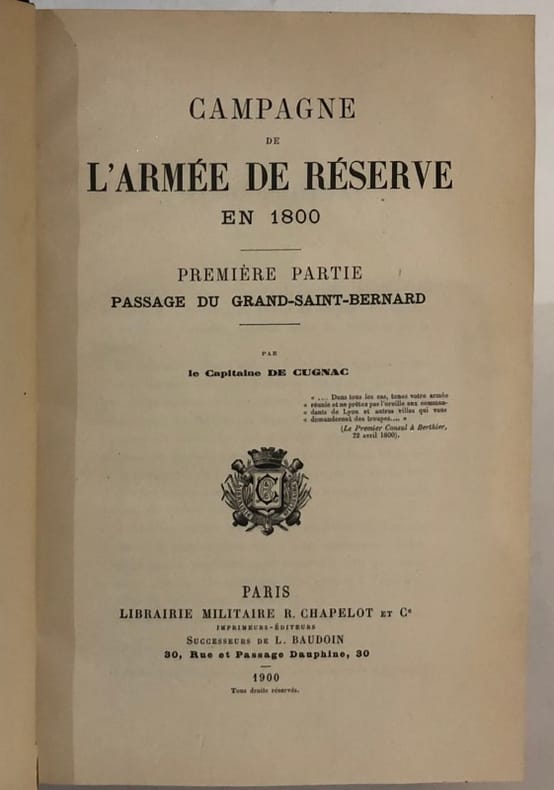 CAMPAGNE
DE
L'ARMÉE DE RÉSERVE
EN 1800
PREMIÈRE PARTIE
PASSAGE DU GRAND-SAINT-BERNARD
PAR
le Capitaine DE CUGNAC
« ... Dans tous les cas, tenez votre armée
« réunie et ne prêtez pas l'oreille aux comman-
« dants de Lyon et autres villes qui vous
« demanderont des troupes.... »
(Le Premier Consul à Berthier,
22 avril 1800).
PARIS
LIBRAIRIE MILITAIRE R. CHAPELOT ET Cᵉ
IMPRIMEURS-ÉDITEURS
SUCCESSEURS DE L. BAUDOIN
30, Rue et Passage Dauphine, 30
1900
Tous droits réservés.